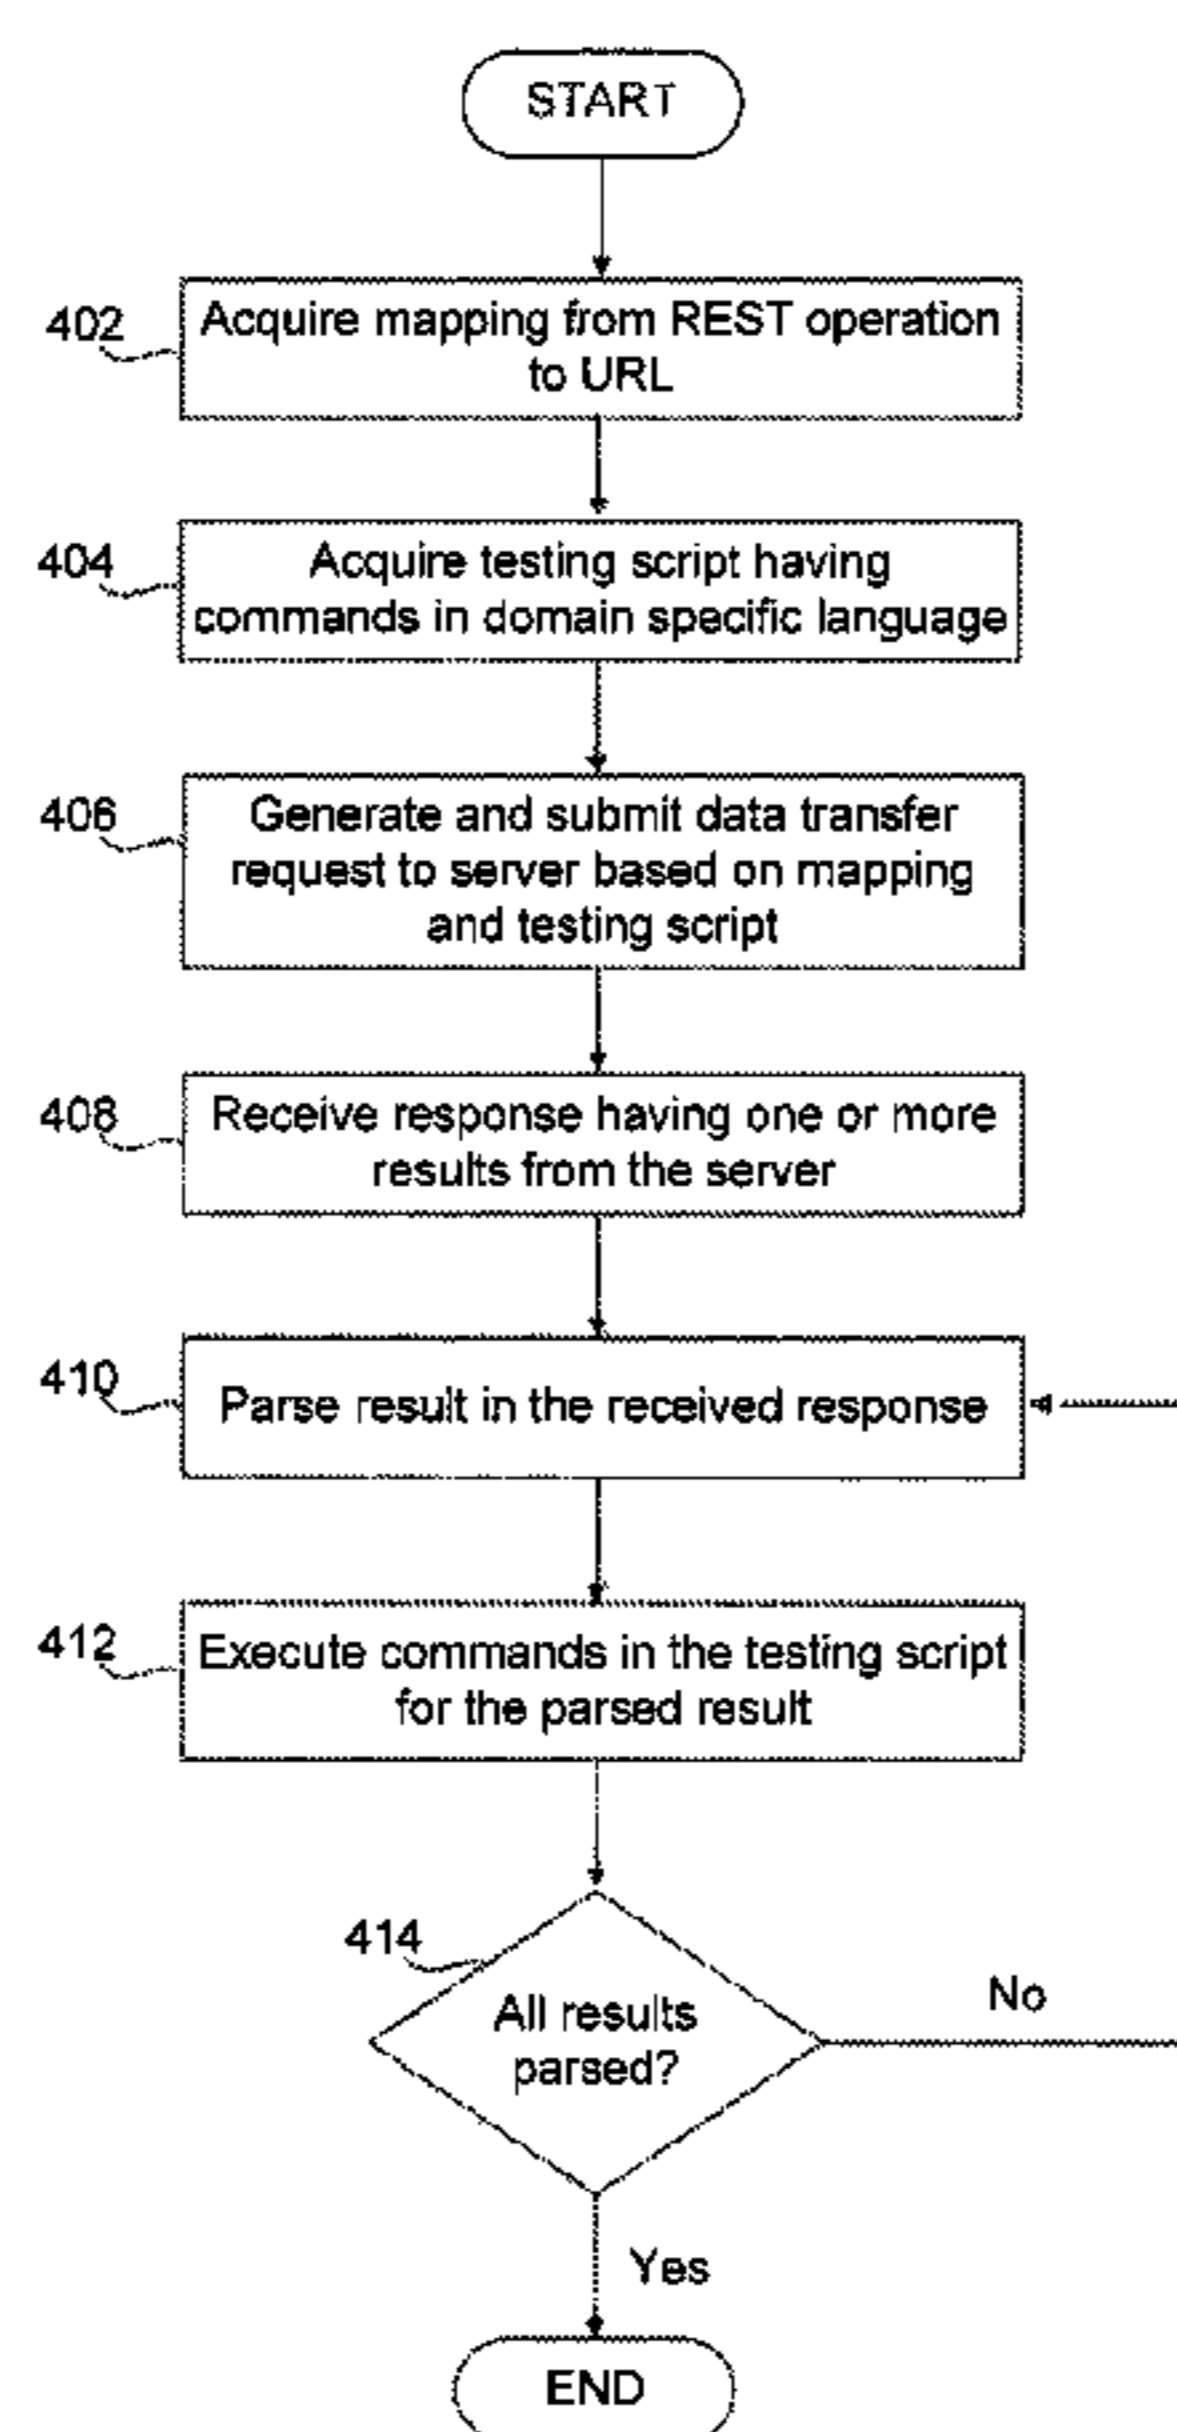 START
402
Acquire mapping from REST operation
to URL
404
Acquire testing script having
commands in domain specific language
406
Generate and submit data transfer
request to server based on mapping
and testing script
408
Receive response having one or more
results from the server
410
Parse result in the received response
412
Execute commands in the testing script
for the parsed result
414
All results
parsed?
No
Yes
END